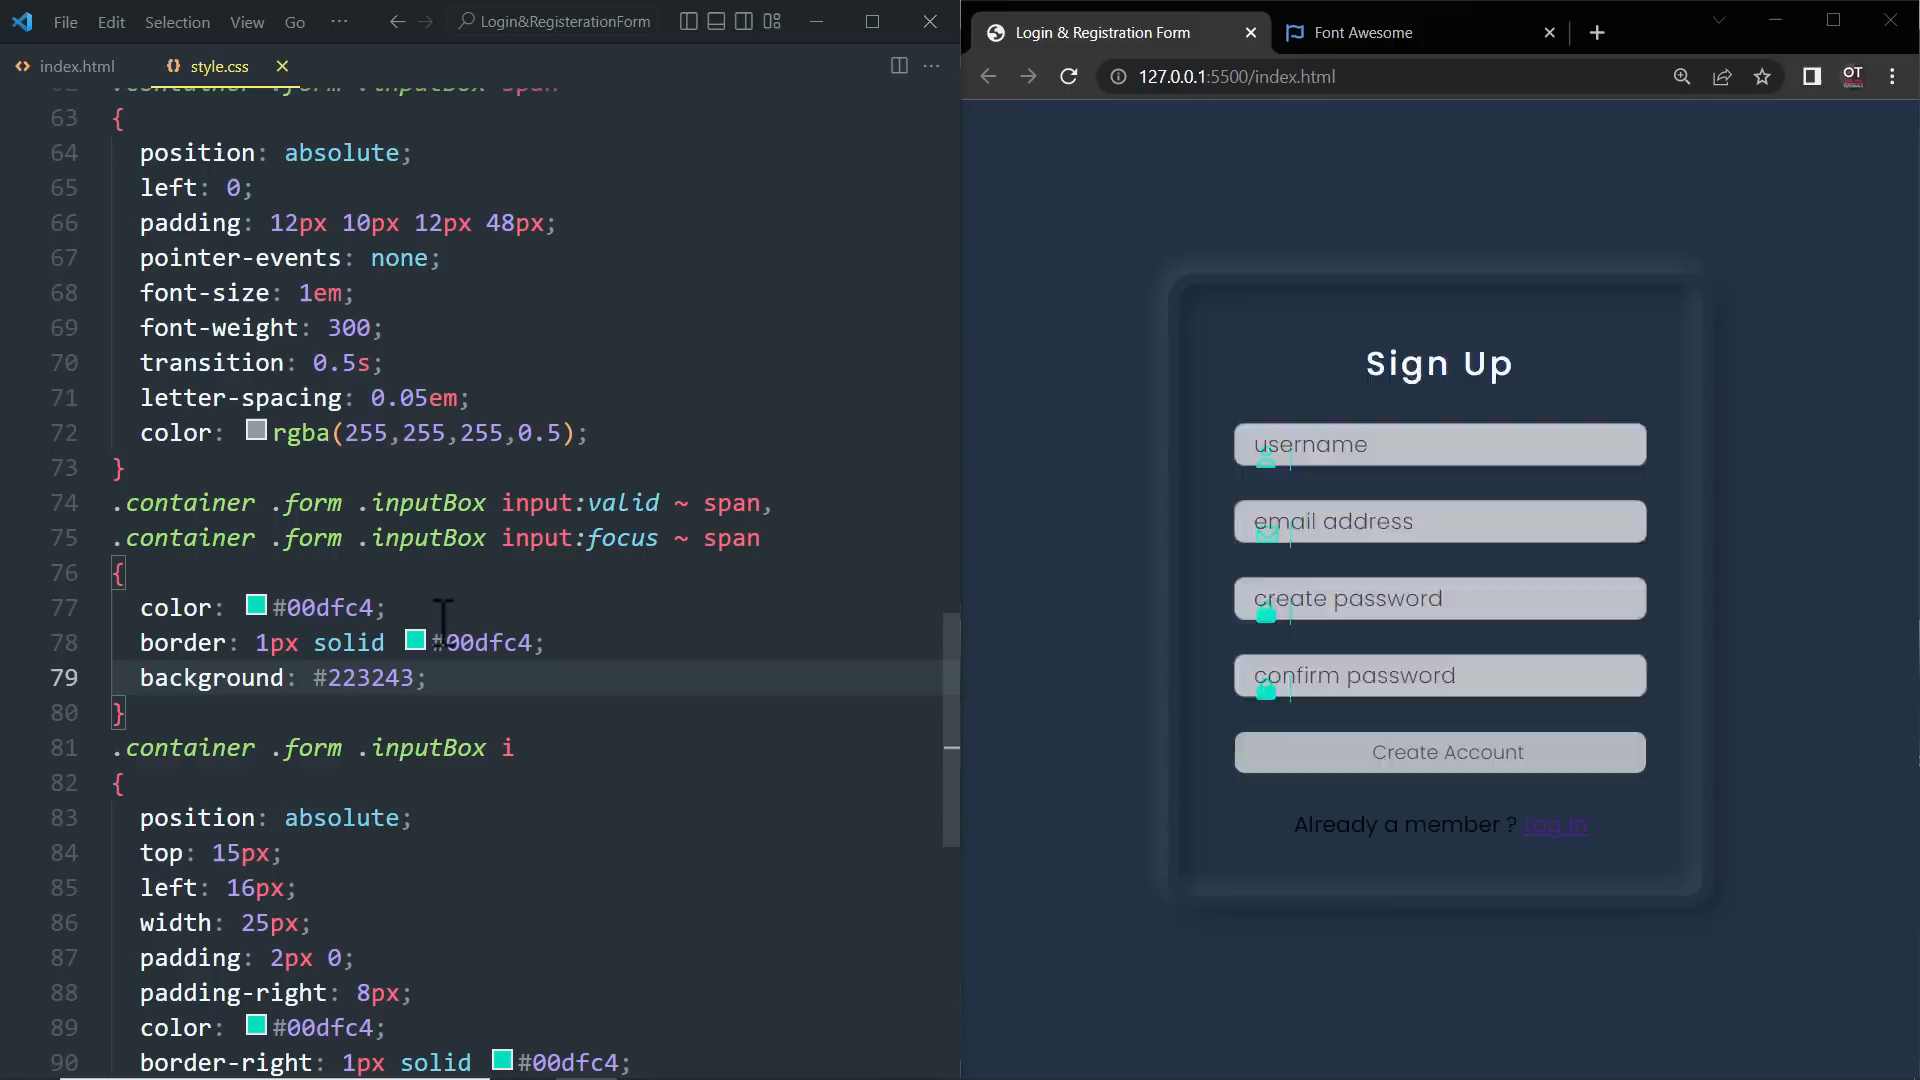 File Edit Selection View Go ··· Login&RegisterationForm
index.html style.css
.container .form .inputBox span
63 {
64 position: absolute;
65 left: 0;
66 padding: 12px 10px 12px 48px;
67 pointer-events: none;
68 font-size: 1em;
69 font-weight: 300;
70 transition: 0.5s;
71 letter-spacing: 0.05em;
72 color: rgba(255,255,255,0.5);
73 }
74 .container .form .inputBox input:valid ~ span,
75 .container .form .inputBox input:focus ~ span
76 {
77 color: #00dfc4;
78 border: 1px solid #00dfc4;
79 background: #223243;
80 }
81 .container .form .inputBox i
82 {
83 position: absolute;
84 top: 15px;
85 left: 16px;
86 width: 25px;
87 padding: 2px 0;
88 padding-right: 8px;
89 color: #00dfc4;
90 border-right: 1px solid #00dfc4;
Login & Registration Form Font Awesome
127.0.0.1:5500/index.html OT
Sign Up
username
email address
create password
confirm password
Create Account
Already a member ? Log in